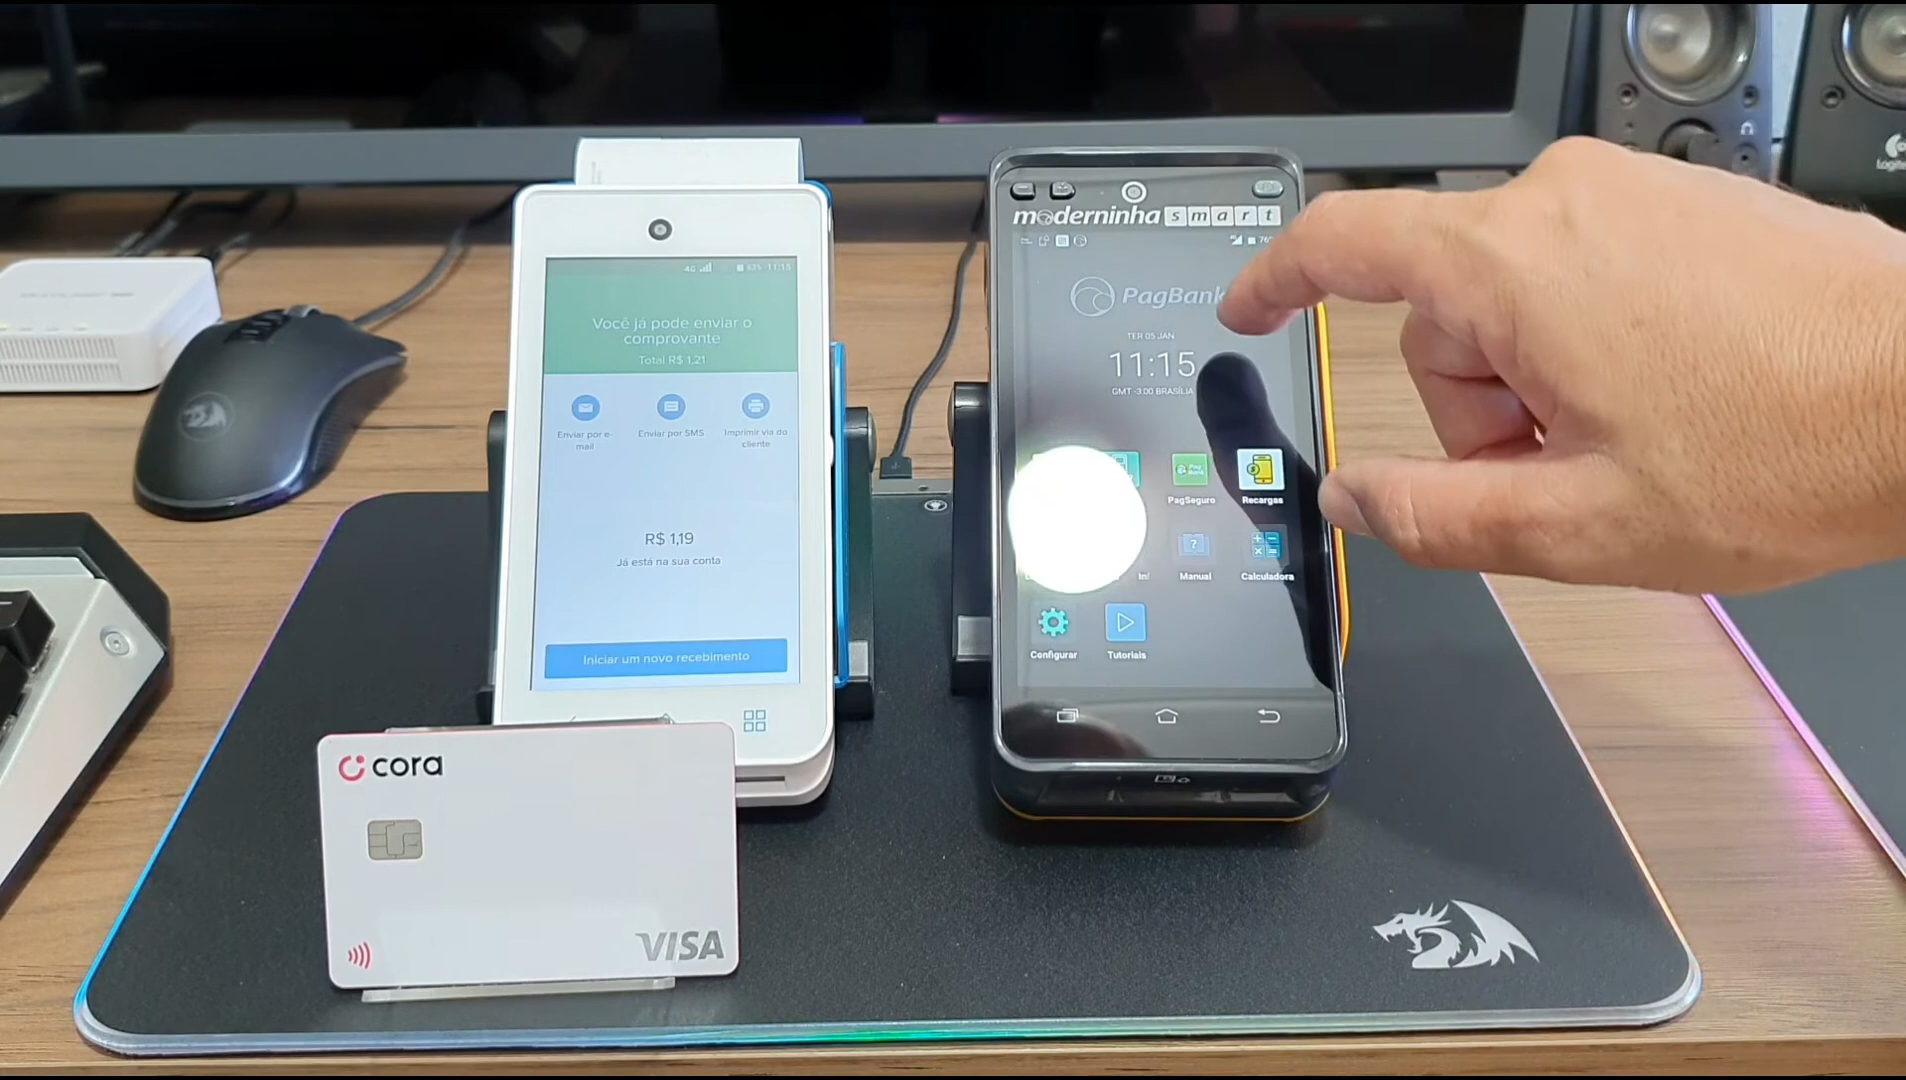 4G 63% 11:15
Você já pode enviar o
comprovante
Total R$ 1,21
Enviar por e-
mail
Enviar por SMS
Imprimir via do
cliente
R$ 1,19
Já está na sua conta
Iniciar um novo recebimento
cora
VISA
moderninha smart
PagBank
TER 05 JAN
11:15
GMT -3:00 BRASÍLIA
PagSeguro
Recargas
Manual
Calculadora
Configurar
Tutoriais